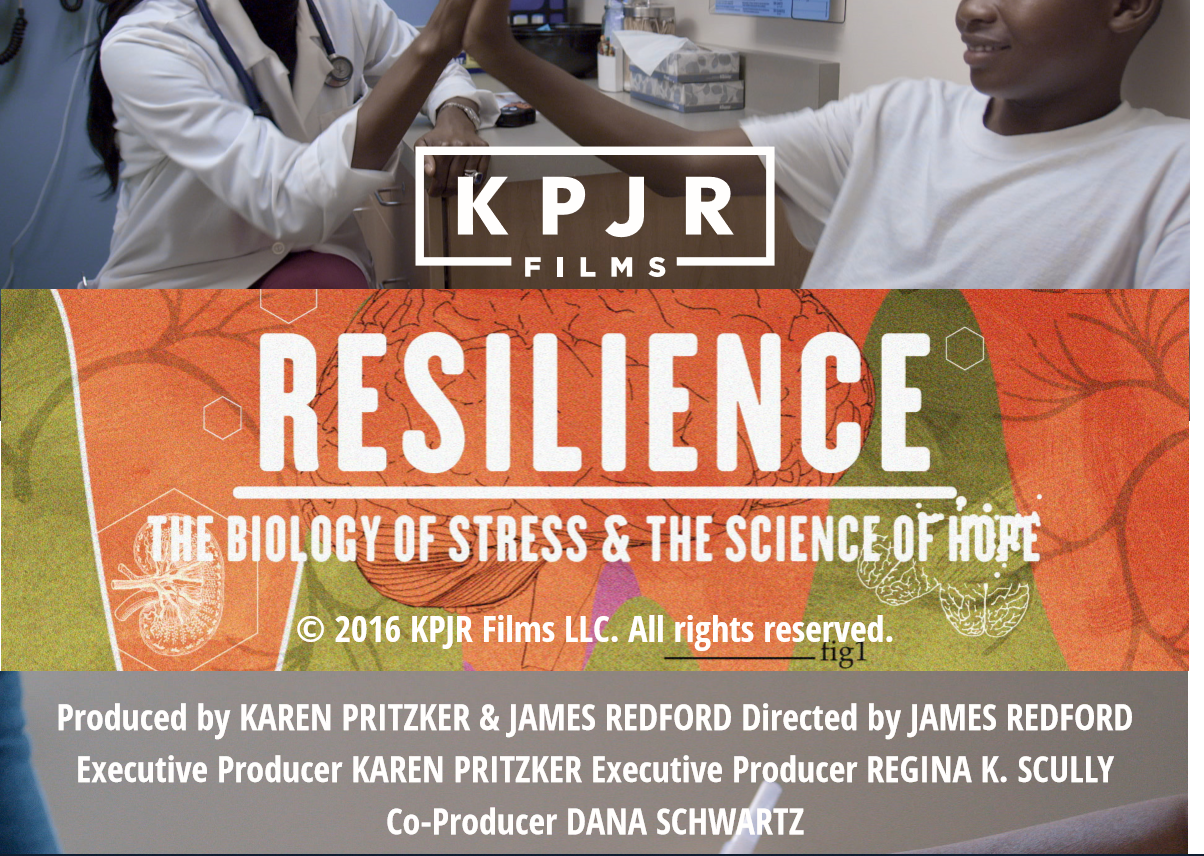 KPJR
FILMS
RESILIENCE
THE BIOLOGY OF STRESS & THE SCIENCE OF HOPE
© 2016 KPJR Films LLC. All rights reserved.
fig1
Produced by KAREN PRITZKER & JAMES REDFORD Directed by JAMES REDFORD
Executive Producer KAREN PRITZKER Executive Producer REGINA K. SCULLY
Co-Producer DANA SCHWARTZ